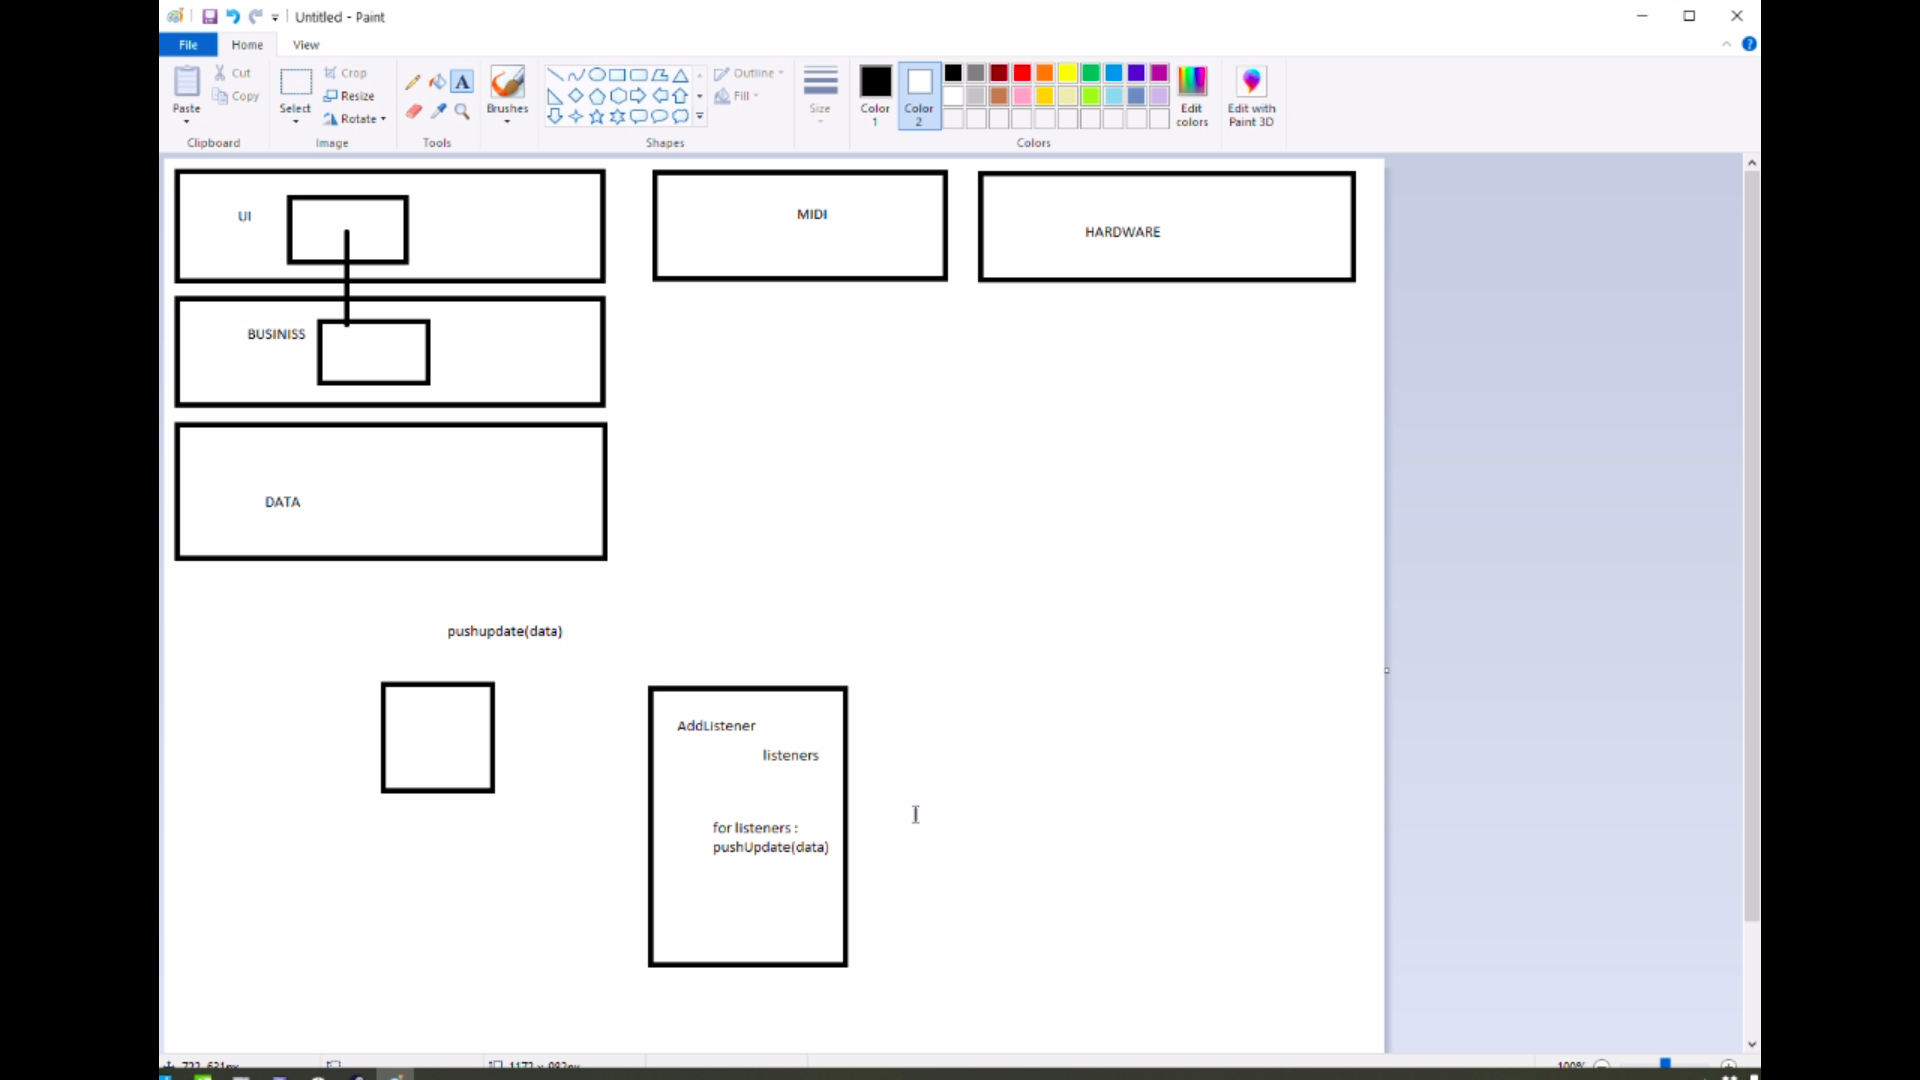 Untitled - Paint
File
Home
View
Paste
Cut
Copy
Clipboard
Select
Crop
Resize
Rotate
Image
A
Tools
Brushes
Outline
Fill
Shapes
Size
Color
1
Color
2
Edit
colors
Edit with
Paint 3D
Colors
UI
MIDI
HARDWARE
BUSINISS
DATA
pushupdate(data)
AddListener
listeners
for listeners :
pushUpdate(data)
100%